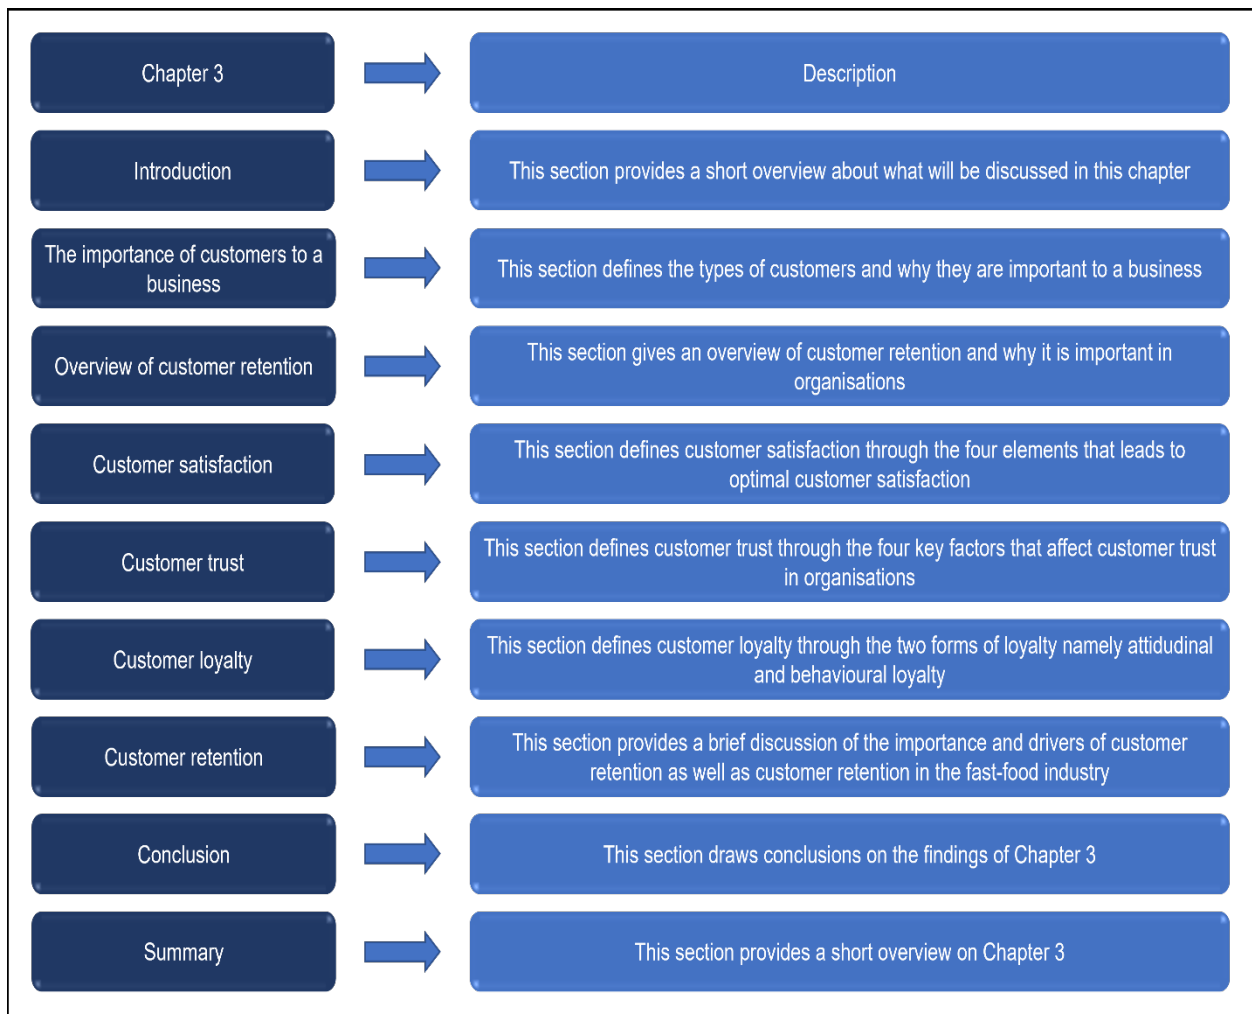 Chapter 3
Description
Introduction
This section provides a short overview about what will be discussed in this chapter
The importance of customers to a
business
This section defines the types of customers and why they are important to a business
Overview of customer retention
This section gives an overview of customer retention and why it is important in
organisations
Customer satisfaction
This section defines customer satisfaction through the four elements that leads to
optimal customer satisfaction
Customer trust
This section defines customer trust through the four key factors that affect customer trust
in organisations
Customer loyalty
This section defines customer loyalty through the two forms of loyalty namely attidudinal
and behavioural loyalty
Customer retention
This section provides a brief discussion of the importance and drivers of customer
retention as well as customer retention in the fast-food industry
Conclusion
This section draws conclusions on the findings of Chapter 3
Summary
This section provides a short overview on Chapter 3